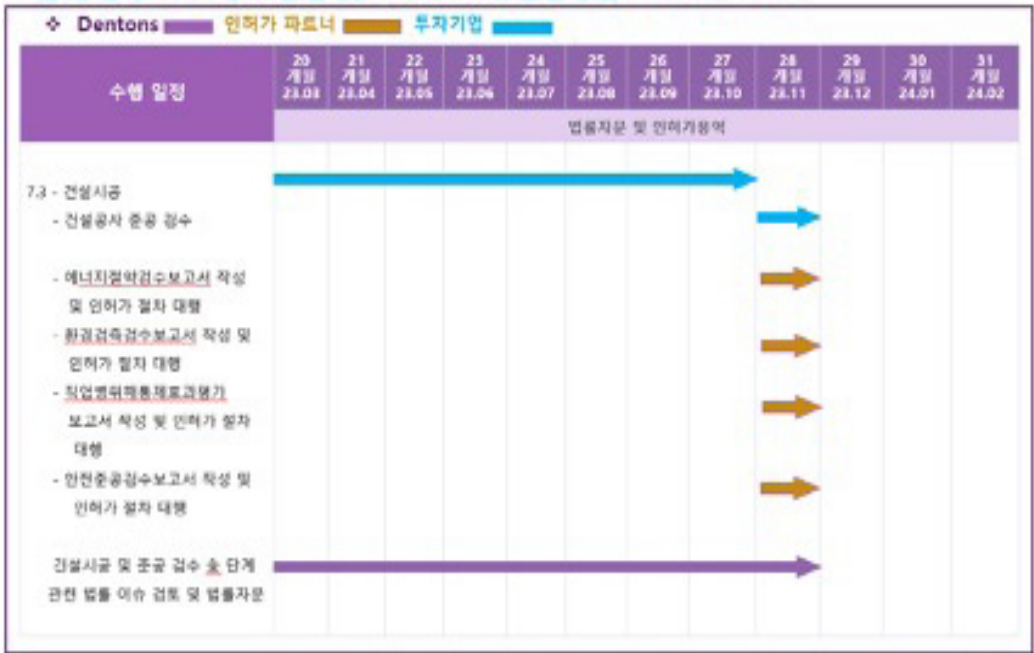 ❖ Dentons 인허가 파트너 투자기업
수행 일정
20 개월 23.03
21 개월 23.04
22 개월 23.05
23 개월 23.06
24 개월 23.07
25 개월 23.08
26 개월 23.09
27 개월 23.10
28 개월 23.11
29 개월 23.12
30 개월 24.01
31 개월 24.02
법률자문 및 인허가용역
7.3 - 건설시공
- 건설공사 준공 검수
- 에너지절약검수보고서 작성
및 인허가 절차 대행
- 환경검측검수보고서 작성 및
인허가 절차 대행
- 직업병위해통제효과평가
보고서 작성 및 인허가 절차
대행
- 안전준공검수보고서 작성 및
인허가 절차 대행
건설시공 및 준공 검수 全 단계
관련 법률 이슈 검토 및 법률자문